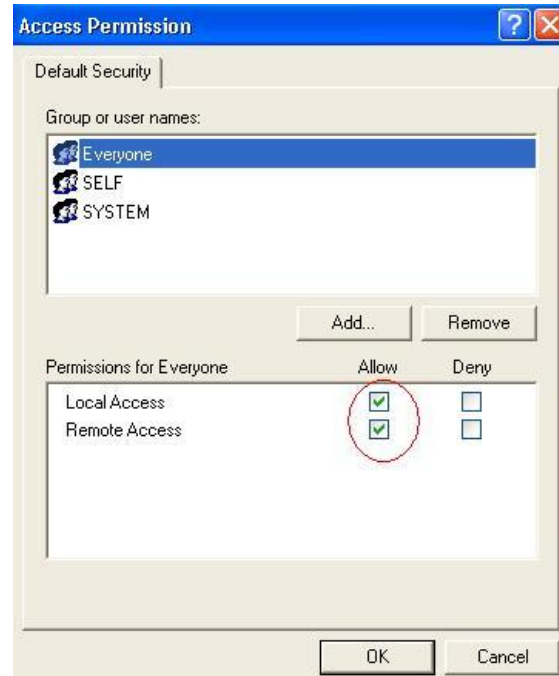 Access Permission
Default Security
Group or user names:
Everyone
SELF
SYSTEM
Add... Remove
Permissions for Everyone Allow Deny
Local Access
Remote Access
OK Cancel